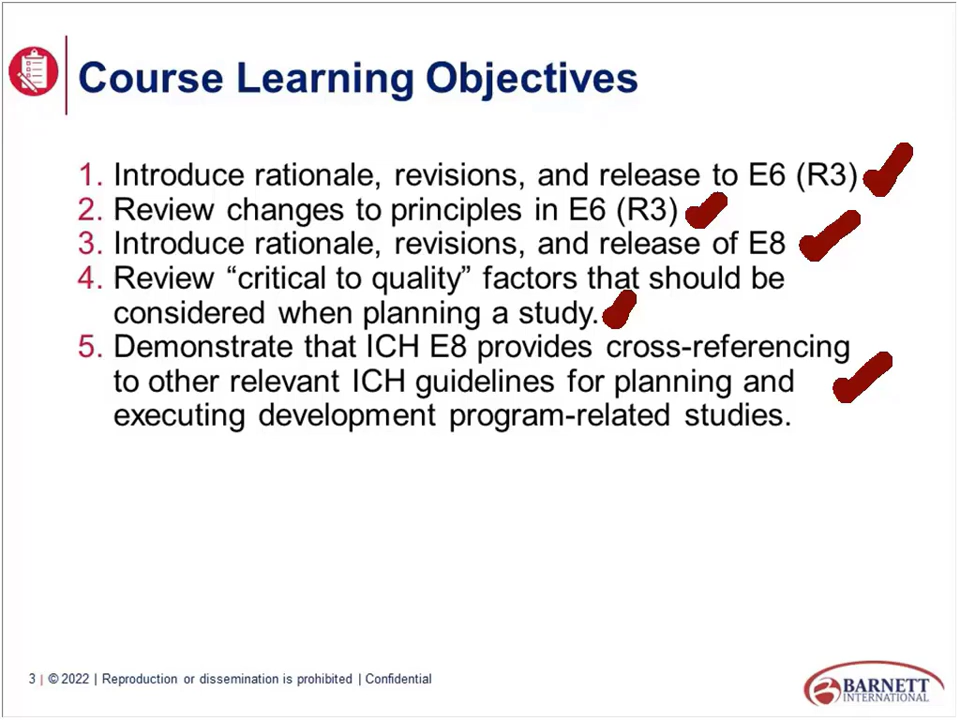 Course Learning Objectives
1. Introduce rationale, revisions, and release to E6 (R3)
2. Review changes to principles in E6 (R3)
3. Introduce rationale, revisions, and release of E8
4. Review “critical to quality” factors that should be
considered when planning a study.
5. Demonstrate that ICH E8 provides cross-referencing
to other relevant ICH guidelines for planning and
executing development program-related studies.
3 | © 2022 | Reproduction or dissemination is prohibited | Confidential
BARNETT
INTERNATIONAL